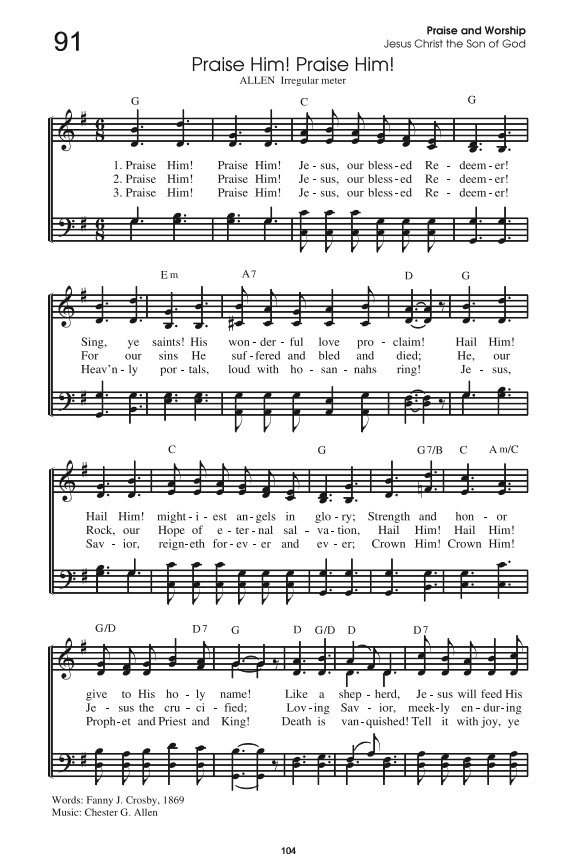 91
Praise and Worship
Jesus Christ the Son of God
Praise Him! Praise Him!
ALLEN Irregular meter
G C G
1. Praise Him! Praise Him! Je - sus, our bless - ed Re - deem - er!
2. Praise Him! Praise Him! Je - sus, our bless - ed Re - deem - er!
3. Praise Him! Praise Him! Je - sus, our bless - ed Re - deem - er!
Em A7 D G
Sing, ye saints! His won - der - ful love pro - claim! Hail Him!
For our sins He suf - fered and bled and died; He, our
Heav'n - ly por - tals, loud with ho - san - nahs ring! Je - sus,
C G G7/B C Am/C
Hail Him! might - i - est an - gels in glo - ry; Strength and hon - or
Rock, our Hope of e - ter - nal sal - va - tion, Hail Him! Hail Him!
Sav - ior, reign - eth for - ev - er and ev - er; Crown Him! Crown Him!
G/D D7 G D G/D D D7
give to His ho - ly name! Like a shep - herd, Je - sus will feed His
Je - sus the cru - ci - fied; Lov - ing Sav - ior, meek - ly en - dur - ing
Proph - et and Priest and King! Death is van - quished! Tell it with joy, ye
Words: Fanny J. Crosby, 1869
Music: Chester G. Allen
104